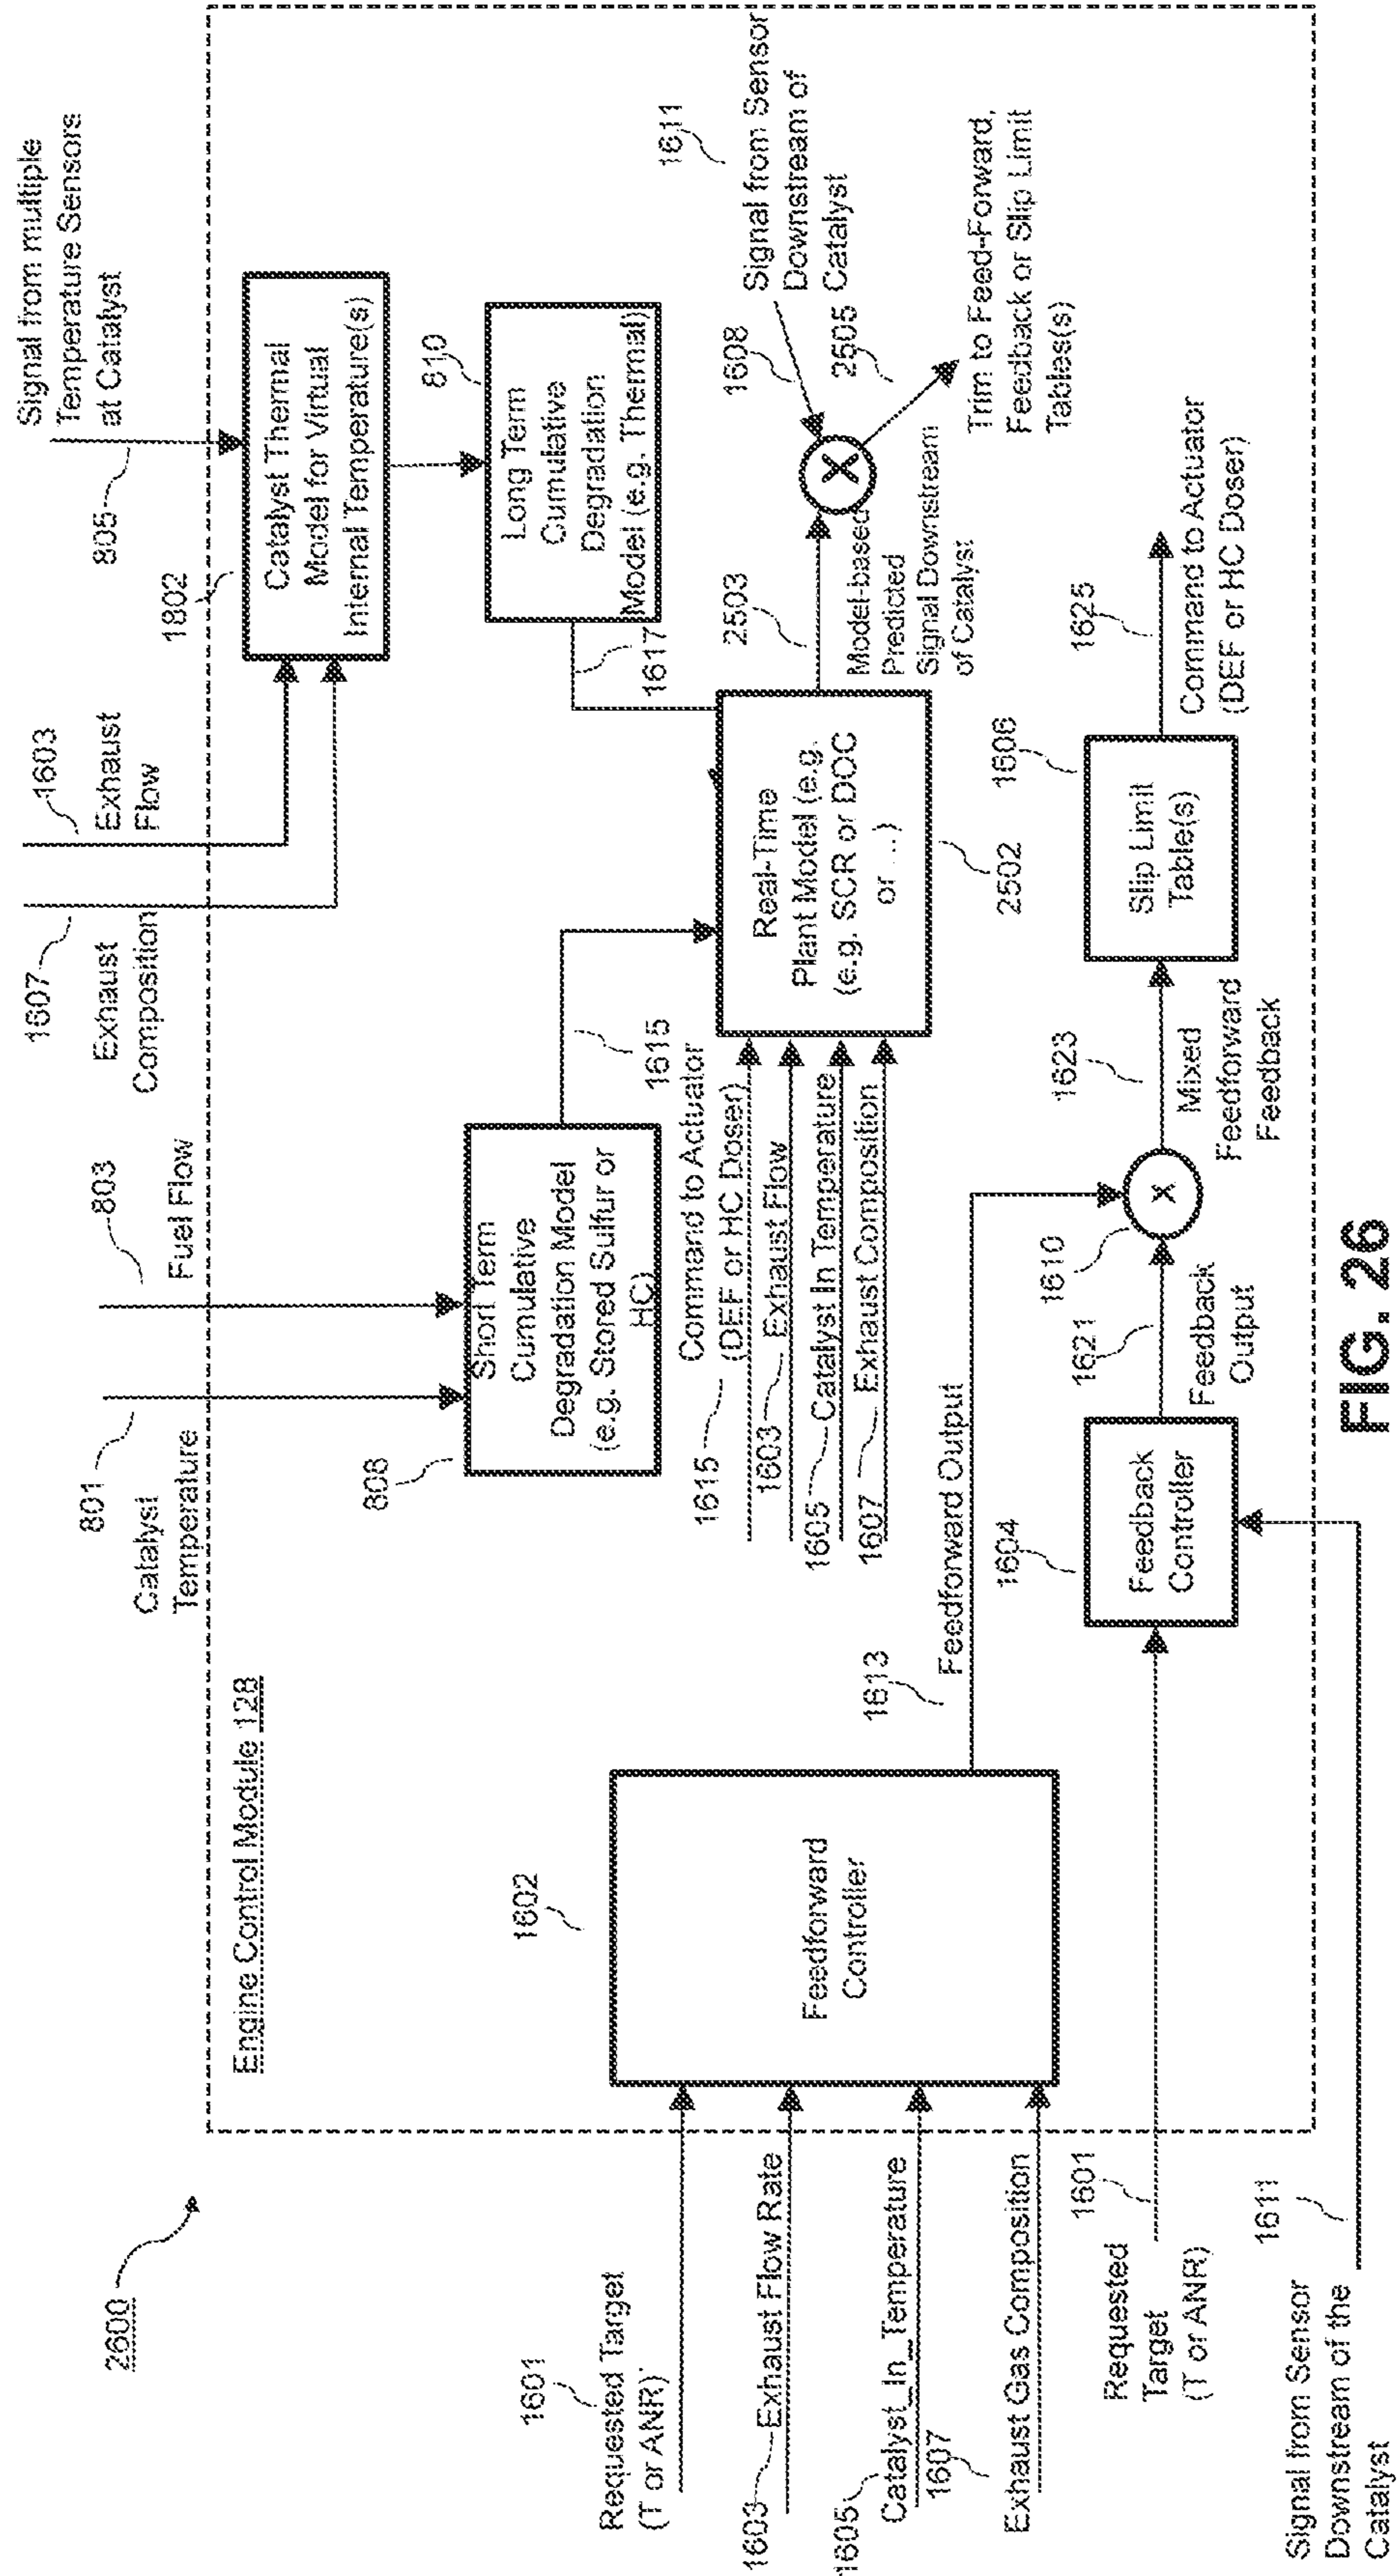 2600
Engine Control Module 128
1601
Requested Target
(T or ANR)
1603
Exhaust Flow Rate
1605
Catalyst_In_Temperature
1607
Exhaust Gas Composition
1602
Feedforward
Controller
1613
Feedforward Output
1601
Requested
Target
(T or ANR)
1611
Signal from Sensor
Downstream of the
Catalyst
1604
Feedback
Controller
1621
Feedback
Output
1610
X
1623
Mixed
Feedforward
Feedback
1606
Slip Limit
Table(s)
1625
Command to Actuator
(DEF or HC Doser)
801
Catalyst
Temperature
803
Fuel Flow
808
Short Term
Cumulative
Degradation Model
(e.g. Stored Sulfur or
HC)
1615
1615
Command to Actuator
(DEF or HC Doser)
1603
Exhaust Flow
1605
Catalyst In Temperature
1607
Exhaust Composition
Real-Time
Plant Model (e.g.
(e.g. SCR or DOC
or ...)
2502
1607
Exhaust
Composition
1603
Exhaust
Flow
Signal from multiple
Temperature Sensors
at Catalyst
805
1802
Catalyst Thermal
Model for Virtual
Internal Temperature(s)
810
Long Term
Cumulative
Degradation
Model (e.g. Thermal)
1617
2503
Model-based
Predicted
Signal Downstream
of Catalyst
X
1608
1611
Signal from Sensor
Downstream of
Catalyst
2505
Trim to Feed-Forward,
Feedback or Slip Limit
Tables(s)
FIG. 26